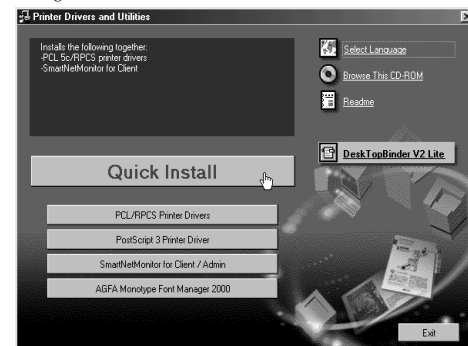 Printer Drivers and Utilities
Installs the following together:
-PCL 5c/RPCS printer drivers
-SmartNetMonitor for Client
Select Language
Browse This CD-ROM
Readme
DeskTopBinder V2 Lite
Quick Install
PCL/RPCS Printer Drivers
PostScript 3 Printer Driver
SmartNetMonitor for Client / Admin
AGFA Monotype Font Manager 2000
Exit